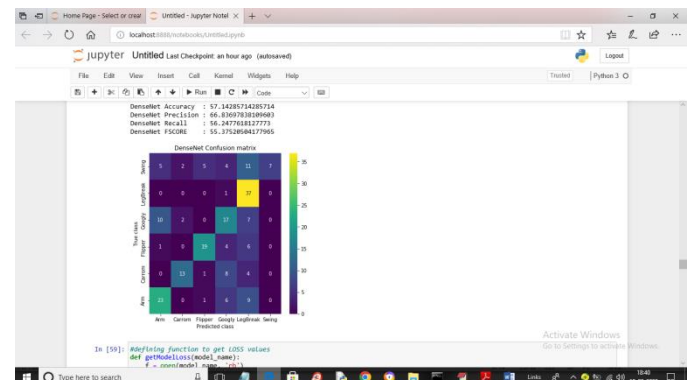 Home Page - Select or creat
Untitled - Jupyter Notel
localhost:8888/notebooks/Untitled.ipynb
jupyter Untitled Last Checkpoint: an hour ago (autosaved)
Logout
File Edit View Insert Cell Kernel Widgets Help
Trusted Python 3
Run Code
DenseNet Accuracy : 57.14285714285714
DenseNet Precision : 66.83697838109603
DenseNet Recall : 56.2477618127773
DenseNet FSCORE : 55.37520504177965
DenseNet Confusion matrix
True class
Swing 5 2 5 4 11 7
LegBreak 0 0 0 1 37 0
Googly 10 2 0 17 7 0
Flipper 1 0 19 4 6 0
Carrom 0 13 1 8 4 0
Arm 23 0 1 6 9 0
Arm Carrom Flipper Googly LegBreak Swing
Predicted class
35
30
25
20
15
10
5
0
Activate Windows
Go to Settings to activate Windows.
In [59]: #defining function to get LOSS values
def getModelLoss(model_name):
f = open(model_name, 'rb')
Type here to search
Links
18:40